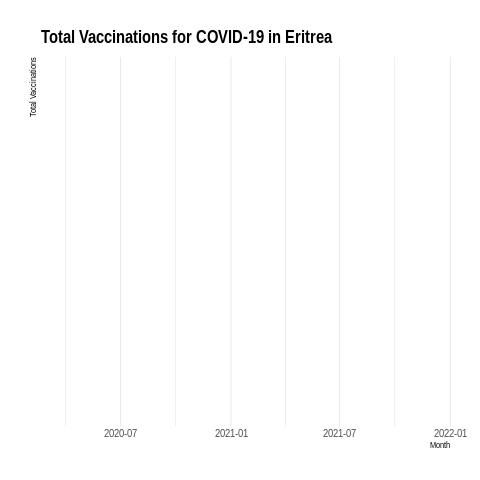 Total Vaccinations for COVID-19 in Eritrea
Total Vaccinations
2020-07 2021-01 2021-07 2022-01
Month